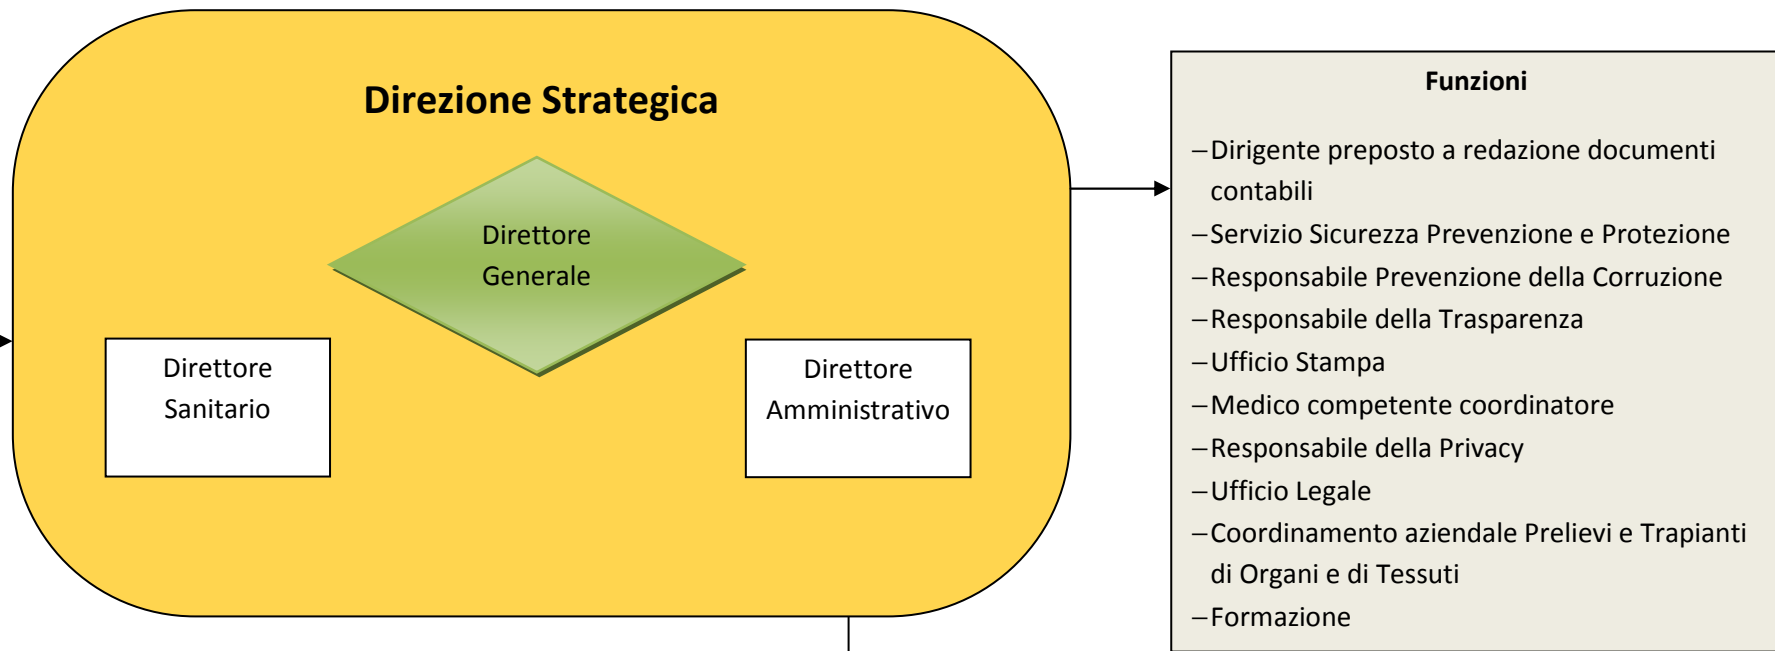 Direzione Strategica
Direttore
Generale
Direttore
Sanitario
Direttore
Amministrativo
Funzioni
–Dirigente preposto a redazione documenti
contabili
–Servizio Sicurezza Prevenzione e Protezione
–Responsabile Prevenzione della Corruzione
–Responsabile della Trasparenza
–Ufficio Stampa
–Medico competente coordinatore
–Responsabile della Privacy
–Ufficio Legale
–Coordinamento aziendale Prelievi e Trapianti
di Organi e di Tessuti
–Formazione